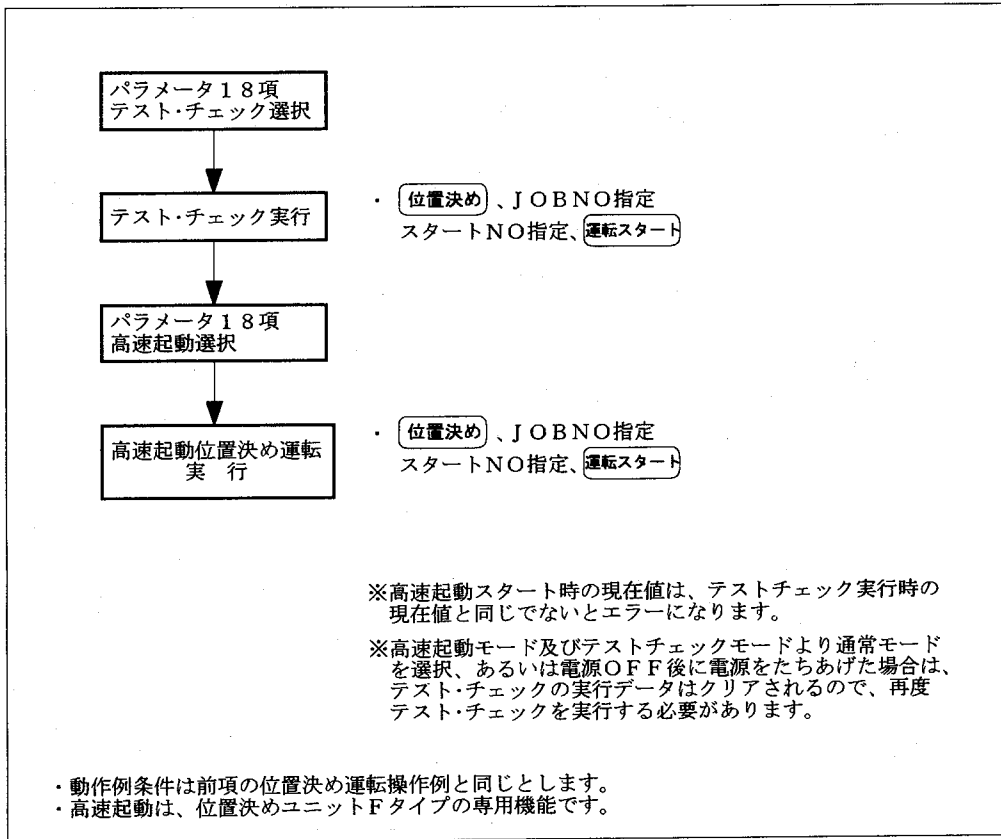 パラメータ１８項
テスト・チェック選択
テスト・チェック実行
・ 位置決め 、ＪＯＢＮＯ指定
スタートＮＯ指定、運転スタート
パラメータ１８項
高速起動選択
高速起動位置決め運転
実　行
・ 位置決め 、ＪＯＢＮＯ指定
スタートＮＯ指定、運転スタート
※高速起動スタート時の現在値は、テストチェック実行時の
現在値と同じでないとエラーになります。
※高速起動モード及びテストチェックモードより通常モード
を選択、あるいは電源ＯＦＦ後に電源をたちあげた場合は、
テスト・チェックの実行データはクリアされるので、再度
テスト・チェックを実行する必要があります。
・動作例条件は前項の位置決め運転操作例と同じとします。
・高速起動は、位置決めユニットＦタイプの専用機能です。